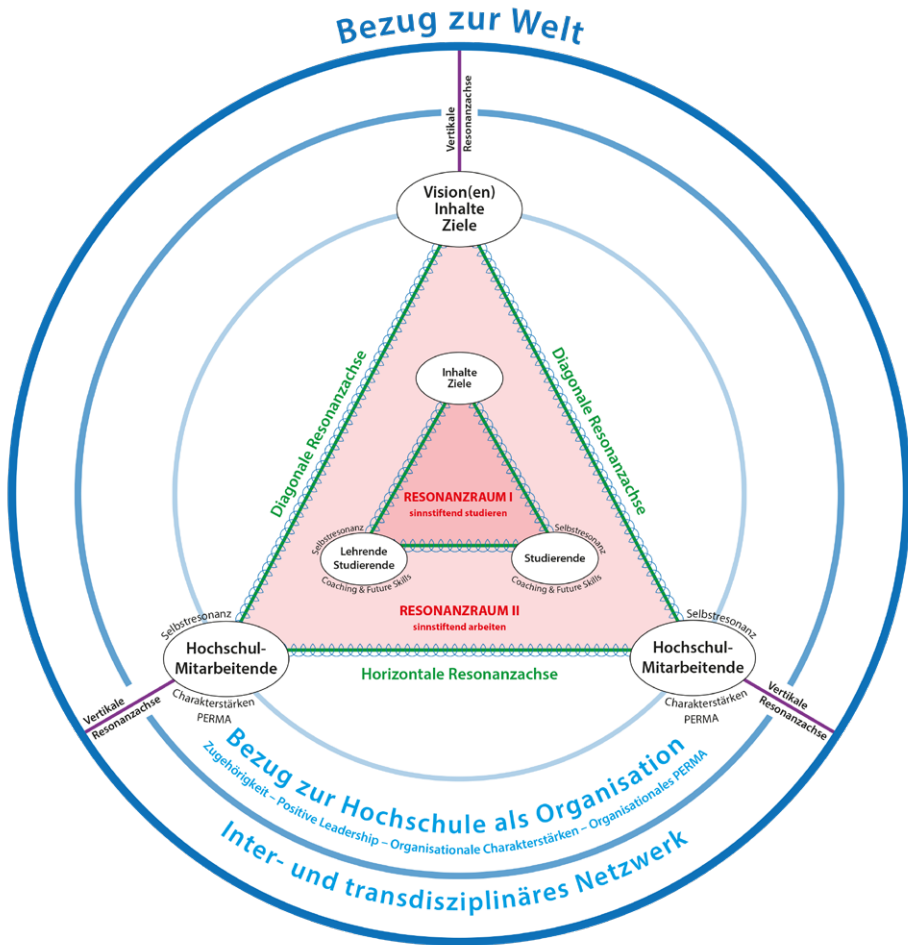 Bezug zur Welt
Vertikale
Resonanzachse
Vision(en)
Inhalte
Ziele
Diagonale Resonanzachse
Diagonale Resonanzachse
Inhalte
Ziele
RESONANZRAUM I
sinnstiftend studieren
Selbstresonanz
Selbstresonanz
Lehrende
Studierende
Studierende
Coaching & Future Skills
Coaching & Future Skills
RESONANZRAUM II
sinnstiftend arbeiten
Selbstresonanz
Selbstresonanz
Hochschul-
Mitarbeitende
Hochschul-
Mitarbeitende
Horizontale Resonanzachse
Charakterstärken
PERMA
Charakterstärken
PERMA
Vertikale
Resonanzachse
Vertikale
Resonanzachse
Bezug zur Hochschule als Organisation
Zugehörigkeit – Positive Leadership – Organisationale Charakterstärken – Organisationales PERMA
Inter- und transdisziplinäres Netzwerk